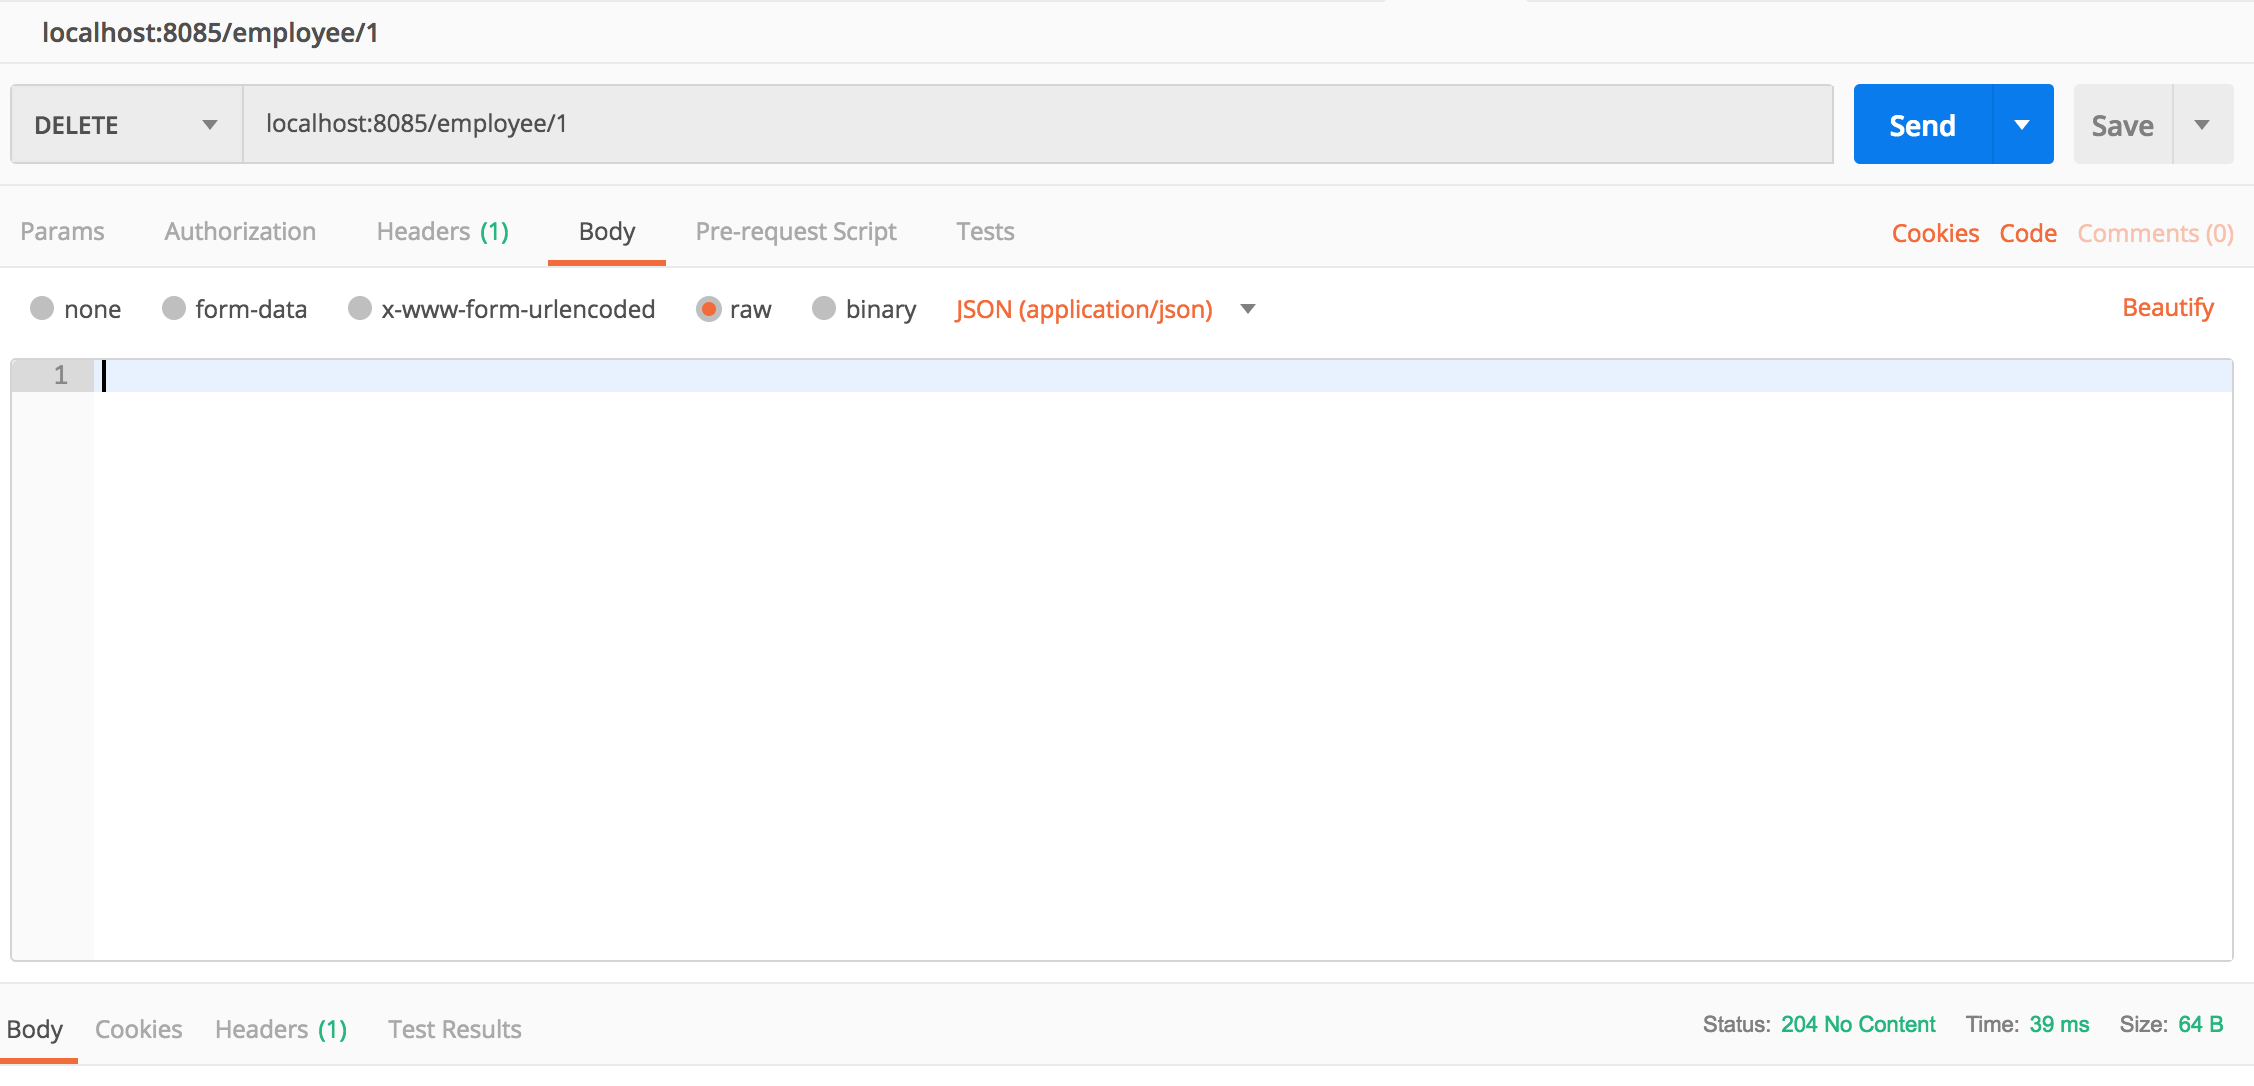 localhost:8085/employee/1
DELETE localhost:8085/employee/1 Send Save
Params Authorization Headers (1) Body Pre-request Script Tests Cookies Code Comments (0)
none form-data x-www-form-urlencoded raw binary JSON (application/json) Beautify
1
Body Cookies Headers (1) Test Results Status: 204 No Content Time: 39 ms Size: 64 B